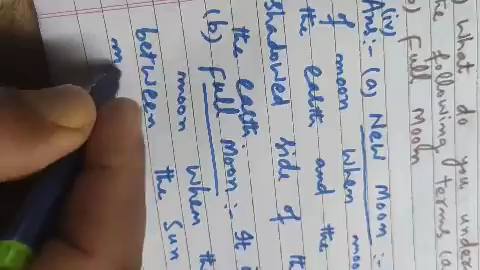 ) What do you under
the following terms (a
) Full Moon
(iv)
Ans:- (a) New Moon :-
of moon when moo
the earth and the
shadowed side of th
the earth.
(b) Full Moon :- It i
moon when th
between the Sun